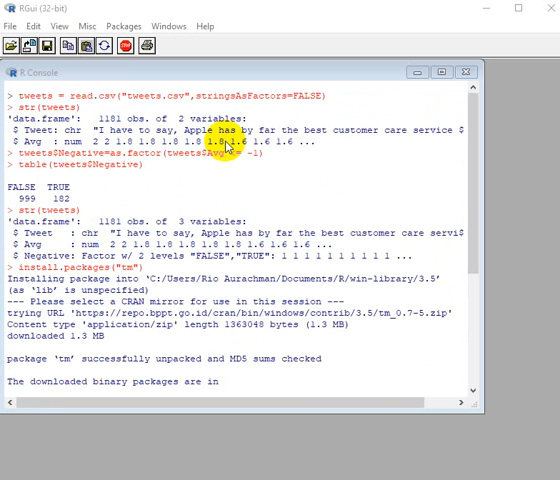 RGui (32-bit)
File Edit View Misc Packages Windows Help
R Console
> tweets = read.csv("tweets.csv",stringsAsFactors=FALSE)
> str(tweets)
'data.frame': 1181 obs. of 2 variables:
$ Tweet: chr "I have to say, Apple has by far the best customer care service $
$ Avg : num 2 2 1.8 1.8 1.8 1.8 1.8 1.6 1.6 1.6 ...
> tweets$Negative=as.factor(tweets$Avg <= -1)
> table(tweets$Negative)
FALSE TRUE
999 182
> str(tweets)
'data.frame': 1181 obs. of 3 variables:
$ Tweet : chr "I have to say, Apple has by far the best customer care servi$
$ Avg : num 2 2 1.8 1.8 1.8 1.8 1.8 1.6 1.6 1.6 ...
$ Negative: Factor w/ 2 levels "FALSE","TRUE": 1 1 1 1 1 1 1 1 1 1 ...
> install.packages("tm")
Installing package into ‘C:/Users/Rio Aurachman/Documents/R/win-library/3.5’
(as ‘lib’ is unspecified)
--- Please select a CRAN mirror for use in this session ---
trying URL 'https://repo.bppt.go.id/cran/bin/windows/contrib/3.5/tm_0.7-5.zip'
Content type 'application/zip' length 1363048 bytes (1.3 MB)
downloaded 1.3 MB
package ‘tm’ successfully unpacked and MD5 sums checked
The downloaded binary packages are in